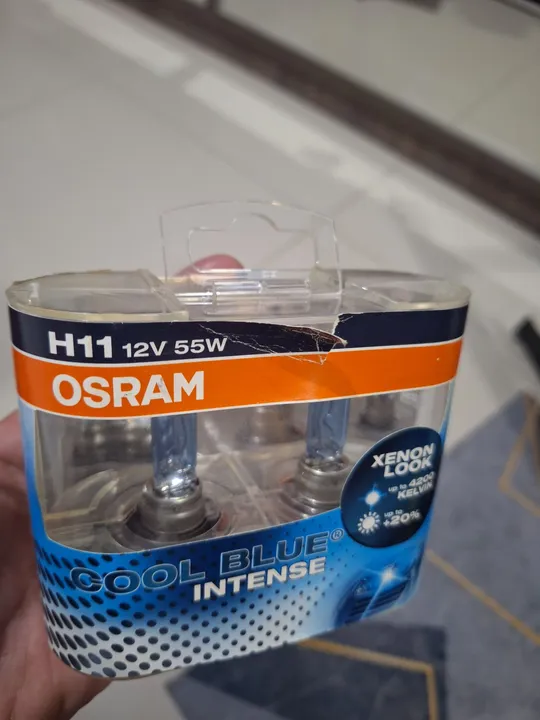 H11 12V 55W
OSRAM
XENON
LOOK
up to 4200
KELVIN
up to
+20%
COOL BLUE®
INTENSE